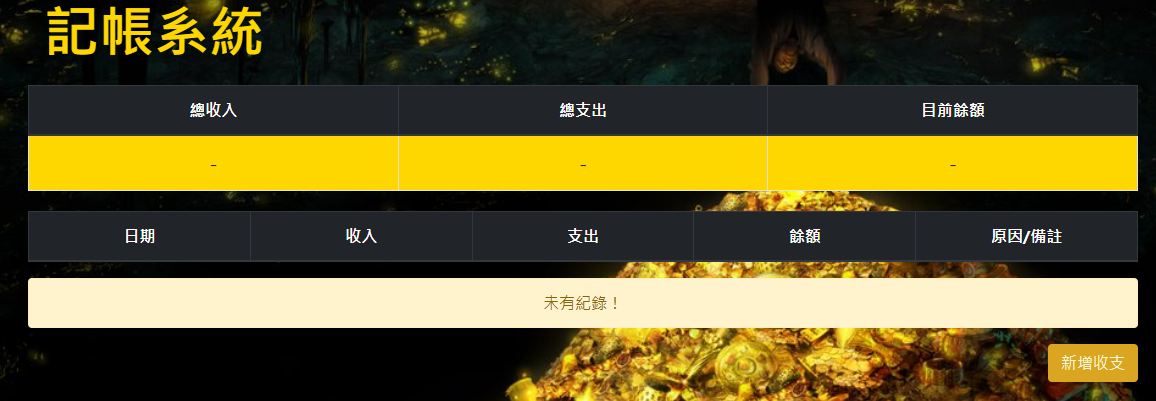 記帳系統
總收入 總支出 目前餘額
- - -
日期 收入 支出 餘額 原因/備註
未有紀錄！
新增收支